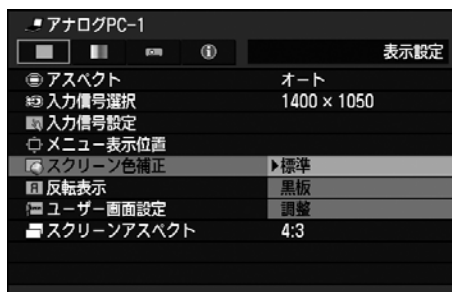 アナログPC-1
表示設定
アスペクト オート
入力信号選択 1400 × 1050
入力信号設定
メニュー表示位置
スクリーン色補正 ▶標準
反転表示 黒板
ユーザー画面設定 調整
スクリーンアスペクト 4:3